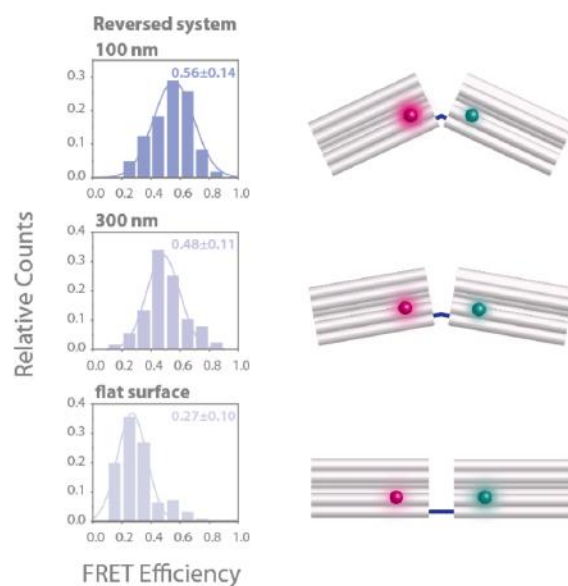 Reversed system
100 nm
0.3
0.2
0.1
0.0
0.56±0.14
0.0 0.2 0.4 0.6 0.8 1.0
300 nm
0.4
0.3
0.2
0.1
0.0
0.48±0.11
0.0 0.2 0.4 0.6 0.8 1.0
flat surface
0.4
0.3
0.2
0.1
0.0
0.27±0.10
0.0 0.2 0.4 0.6 0.8 1.0
Relative Counts
FRET Efficiency